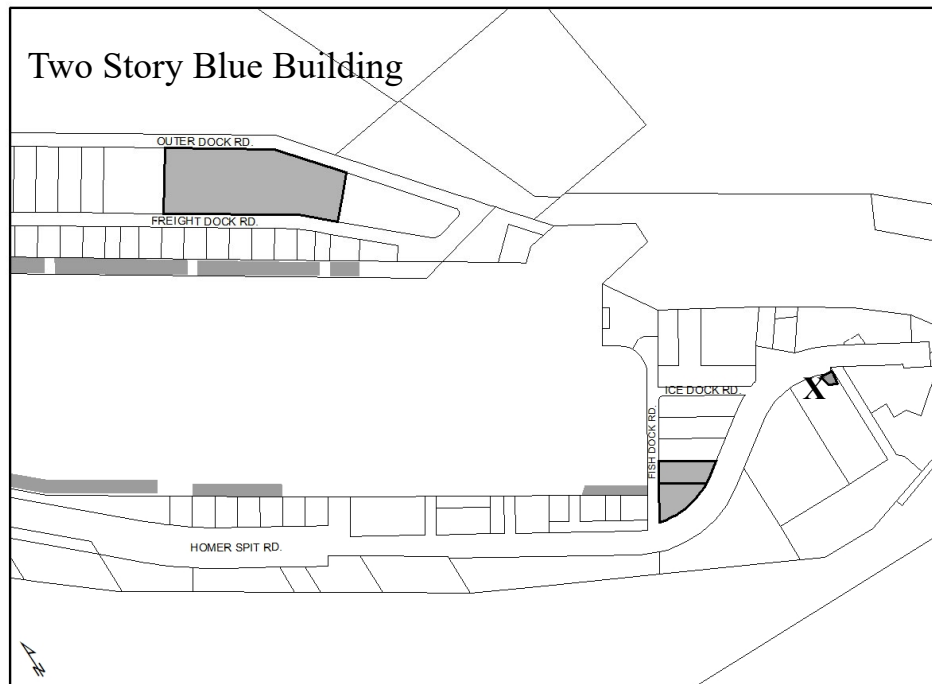 Two Story Blue Building
OUTER DOCK RD.
FREIGHT DOCK RD.
X
ICE DOCK RD.
FISH DOCK RD.
HOMER SPIT RD.
N